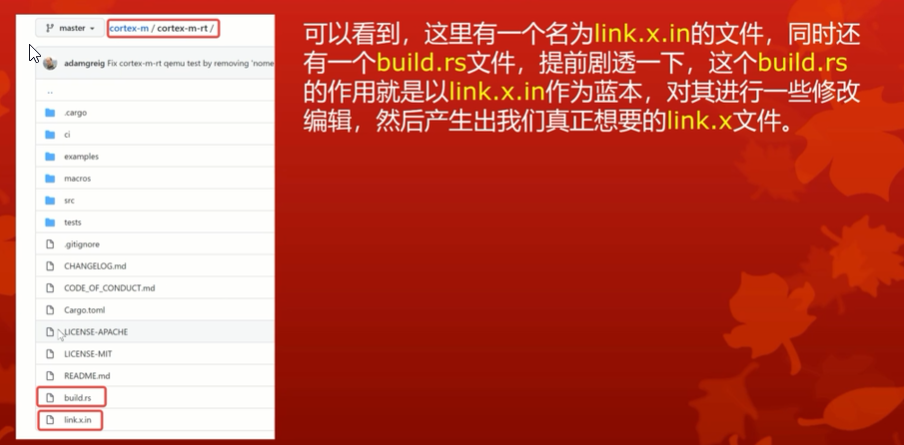 master
cortex-m / cortex-m-rt /
adamgreig Fix cortex-m-rt qemu test by removing 'nome
..
.cargo
ci
examples
macros
src
tests
.gitignore
CHANGELOG.md
CODE_OF_CONDUCT.md
Cargo.toml
LICENSE-APACHE
LICENSE-MIT
README.md
build.rs
link.x.in
可以看到，这里有一个名为link.x.in的文件，同时还
有一个build.rs文件，提前剧透一下，这个build.rs
的作用就是以link.x.in作为蓝本，对其进行一些修改
编辑，然后产生出我们真正想要的link.x文件。